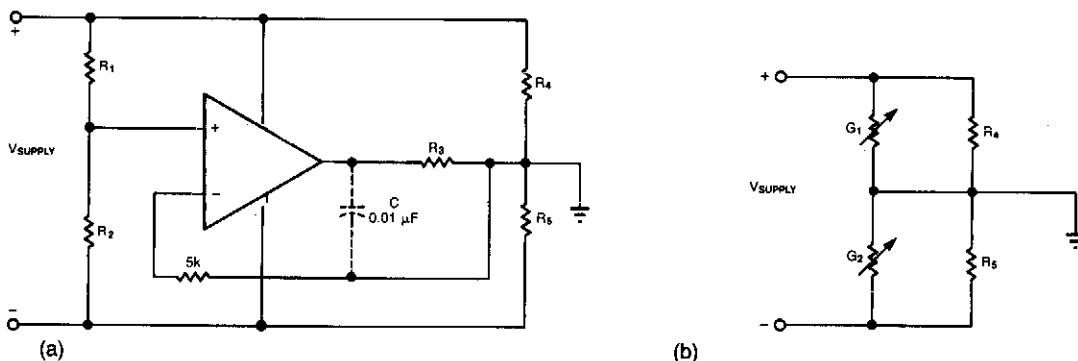 +
R1
R4
+
VSUPPLY
R3
−
C
0.01 μF
R2
R5
5k
−
(a)
+
G1
R4
VSUPPLY
G2
R5
−
(b)